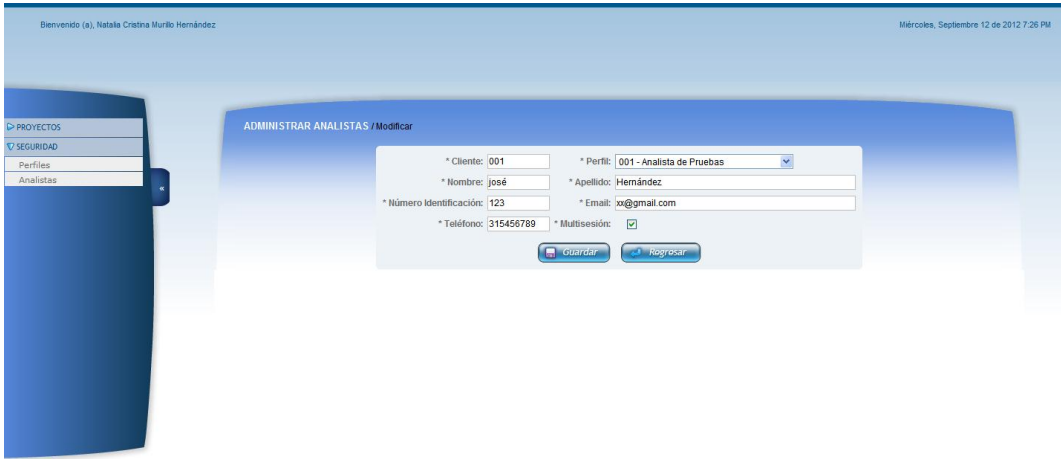 Bienvenido (a), Natalia Cristina Murillo Hernández
Miércoles, Septiembre 12 de 2012 7:26 PM
PROYECTOS
SEGURIDAD
Perfiles
Analistas
«
ADMINISTRAR ANALISTAS / Modificar
* Cliente: 001 * Perfil: 001 - Analista de Pruebas
* Nombre: josé * Apellido: Hernández
* Número Identificación: 123 * Email: xx@gmail.com
* Teléfono: 315456789 * Multisesión:
Guardar Regresar